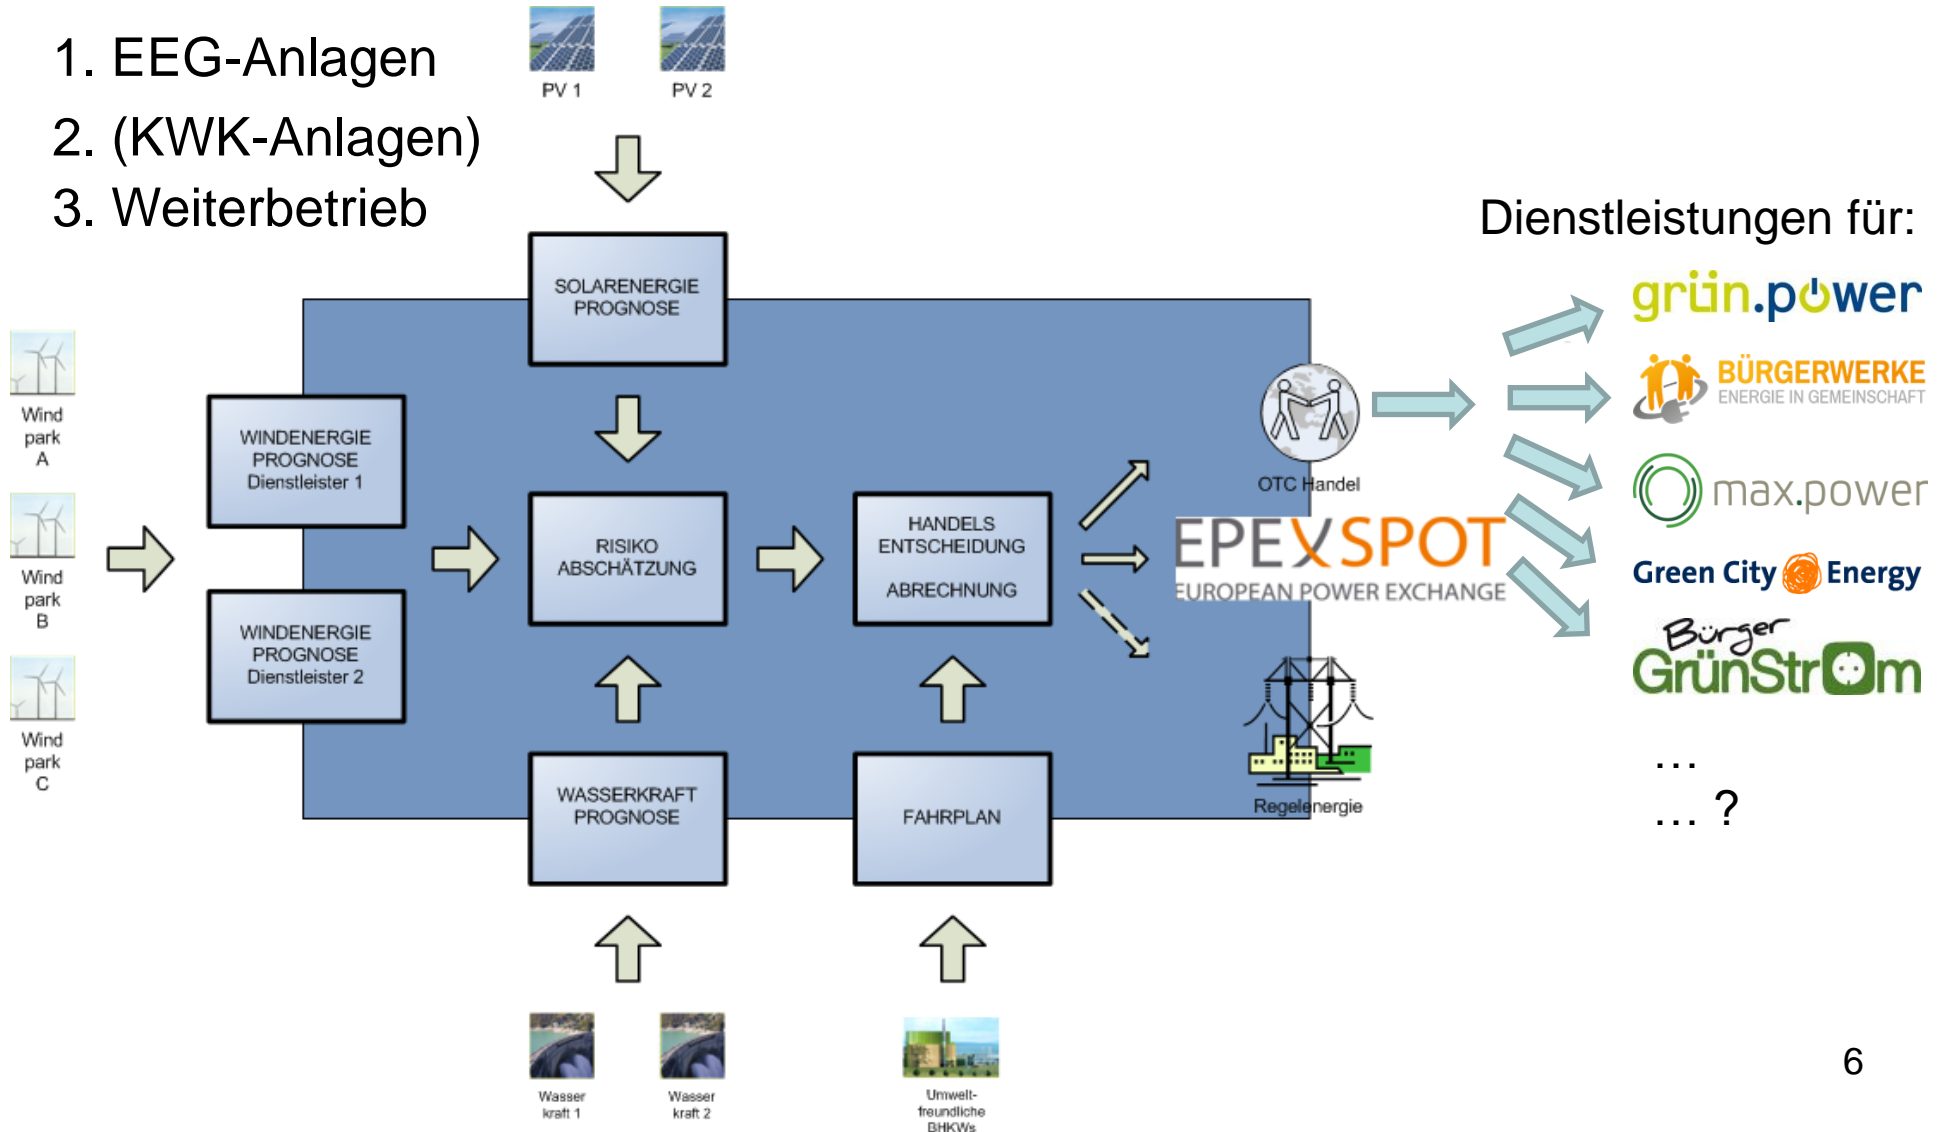 1. EEG-Anlagen
2. (KWK-Anlagen)
3. Weiterbetrieb
PV 1
PV 2
SOLARENERGIE
PROGNOSE
Wind
park
A
Wind
park
B
Wind
park
C
WINDENERGIE
PROGNOSE
Dienstleister 1
WINDENERGIE
PROGNOSE
Dienstleister 2
RISIKO
ABSCHÄTZUNG
HANDELS
ENTSCHEIDUNG
ABRECHNUNG
WASSERKRAFT
PROGNOSE
FAHRPLAN
Wasser
kraft 1
Wasser
kraft 2
Umwelt-
freundliche
BHKWs
OTC Handel
EPEXSPOT
EUROPEAN POWER EXCHANGE
Regelenergie
Dienstleistungen für:
grün.power
BÜRGERWERKE
ENERGIE IN GEMEINSCHAFT
max.power
Green City Energy
Bürger
GrünStrom
…
… ?
6